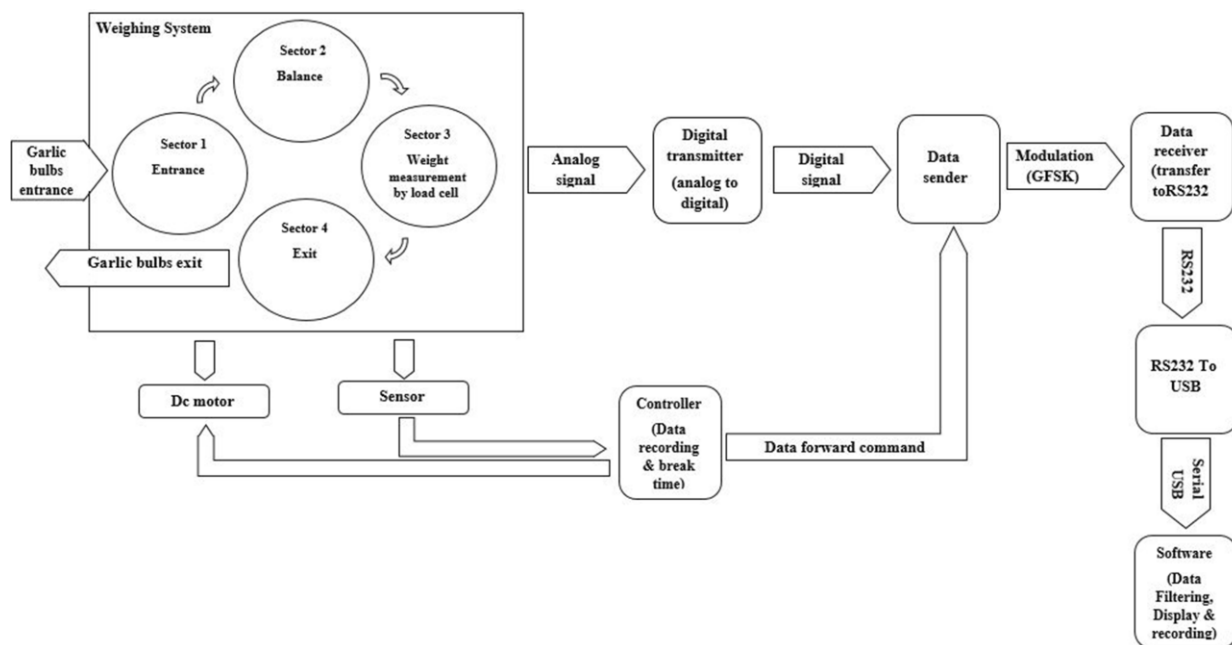 Weighing System
Sector 2
Balance
Sector 1
Entrance
Sector 3
Weight
measurement
by load cell
Sector 4
Exit
Garlic
bulbs
entrance
Garlic bulbs exit
Analog
signal
Digital
transmitter
(analog to
digital)
Digital
signal
Data
sender
Modulation
(GFSK)
Data
receiver
(transfer
toRS232
RS232
RS232 To
USB
Serial
USB
Software
(Data
Filtering,
Display &
recording)
Dc motor
Sensor
Controller
(Data
recording
& break
time)
Data forward command